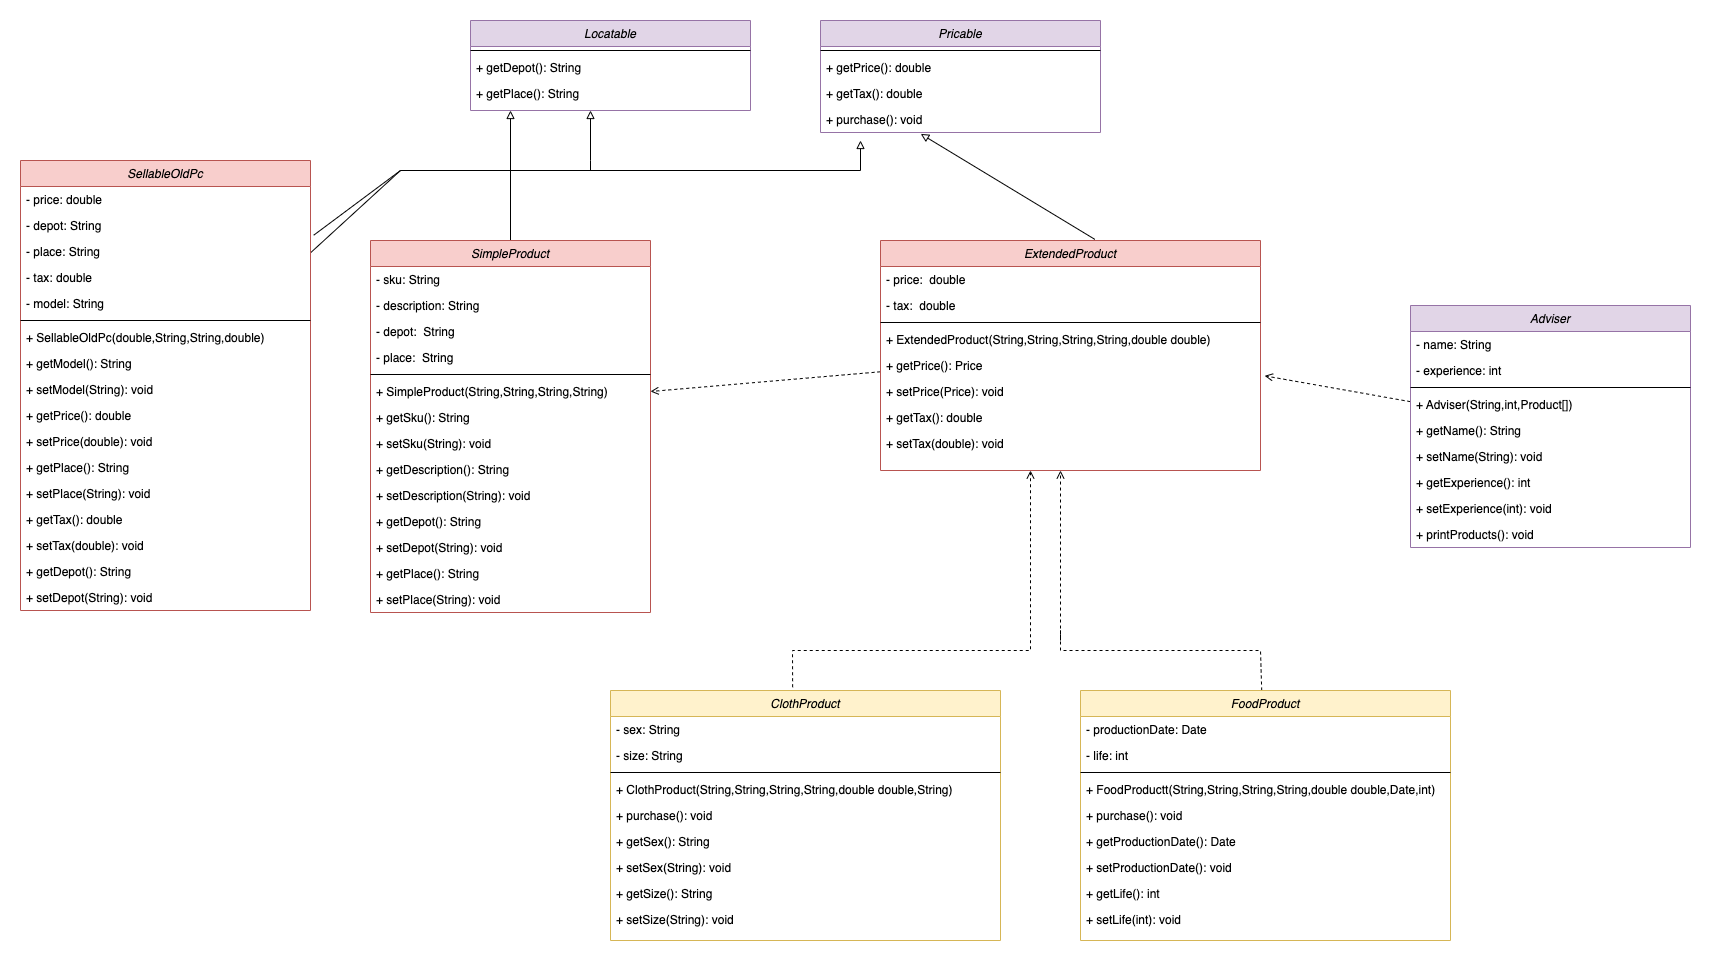 Locatable
+ getDepot(): String
+ getPlace(): String
Pricable
+ getPrice(): double
+ getTax(): double
+ purchase(): void
SellableOldPc
- price: double
- depot: String
- place: String
- tax: double
- model: String
+ SellableOldPc(double,String,String,double)
+ getModel(): String
+ setModel(String): void
+ getPrice(): double
+ setPrice(double): void
+ getPlace(): String
+ setPlace(String): void
+ getTax(): double
+ setTax(double): void
+ getDepot(): String
+ setDepot(String): void
SimpleProduct
- sku: String
- description: String
- depot:  String
- place:  String
+ SimpleProduct(String,String,String,String)
+ getSku(): String
+ setSku(String): void
+ getDescription(): String
+ setDescription(String): void
+ getDepot(): String
+ setDepot(String): void
+ getPlace(): String
+ setPlace(String): void
ExtendedProduct
- price:  double
- tax:  double
+ ExtendedProduct(String,String,String,String,double double)
+ getPrice(): Price
+ setPrice(Price): void
+ getTax(): double
+ setTax(double): void
Adviser
- name: String
- experience: int
+ Adviser(String,int,Product[])
+ getName(): String
+ setName(String): void
+ getExperience(): int
+ setExperience(int): void
+ printProducts(): void
ClothProduct
- sex: String
- size: String
+ ClothProduct(String,String,String,String,double double,String)
+ purchase(): void
+ getSex(): String
+ setSex(String): void
+ getSize(): String
+ setSize(String): void
FoodProduct
- productionDate: Date
- life: int
+ FoodProductt(String,String,String,String,double double,Date,int)
+ purchase(): void
+ getProductionDate(): Date
+ setProductionDate(): void
+ getLife(): int
+ setLife(int): void